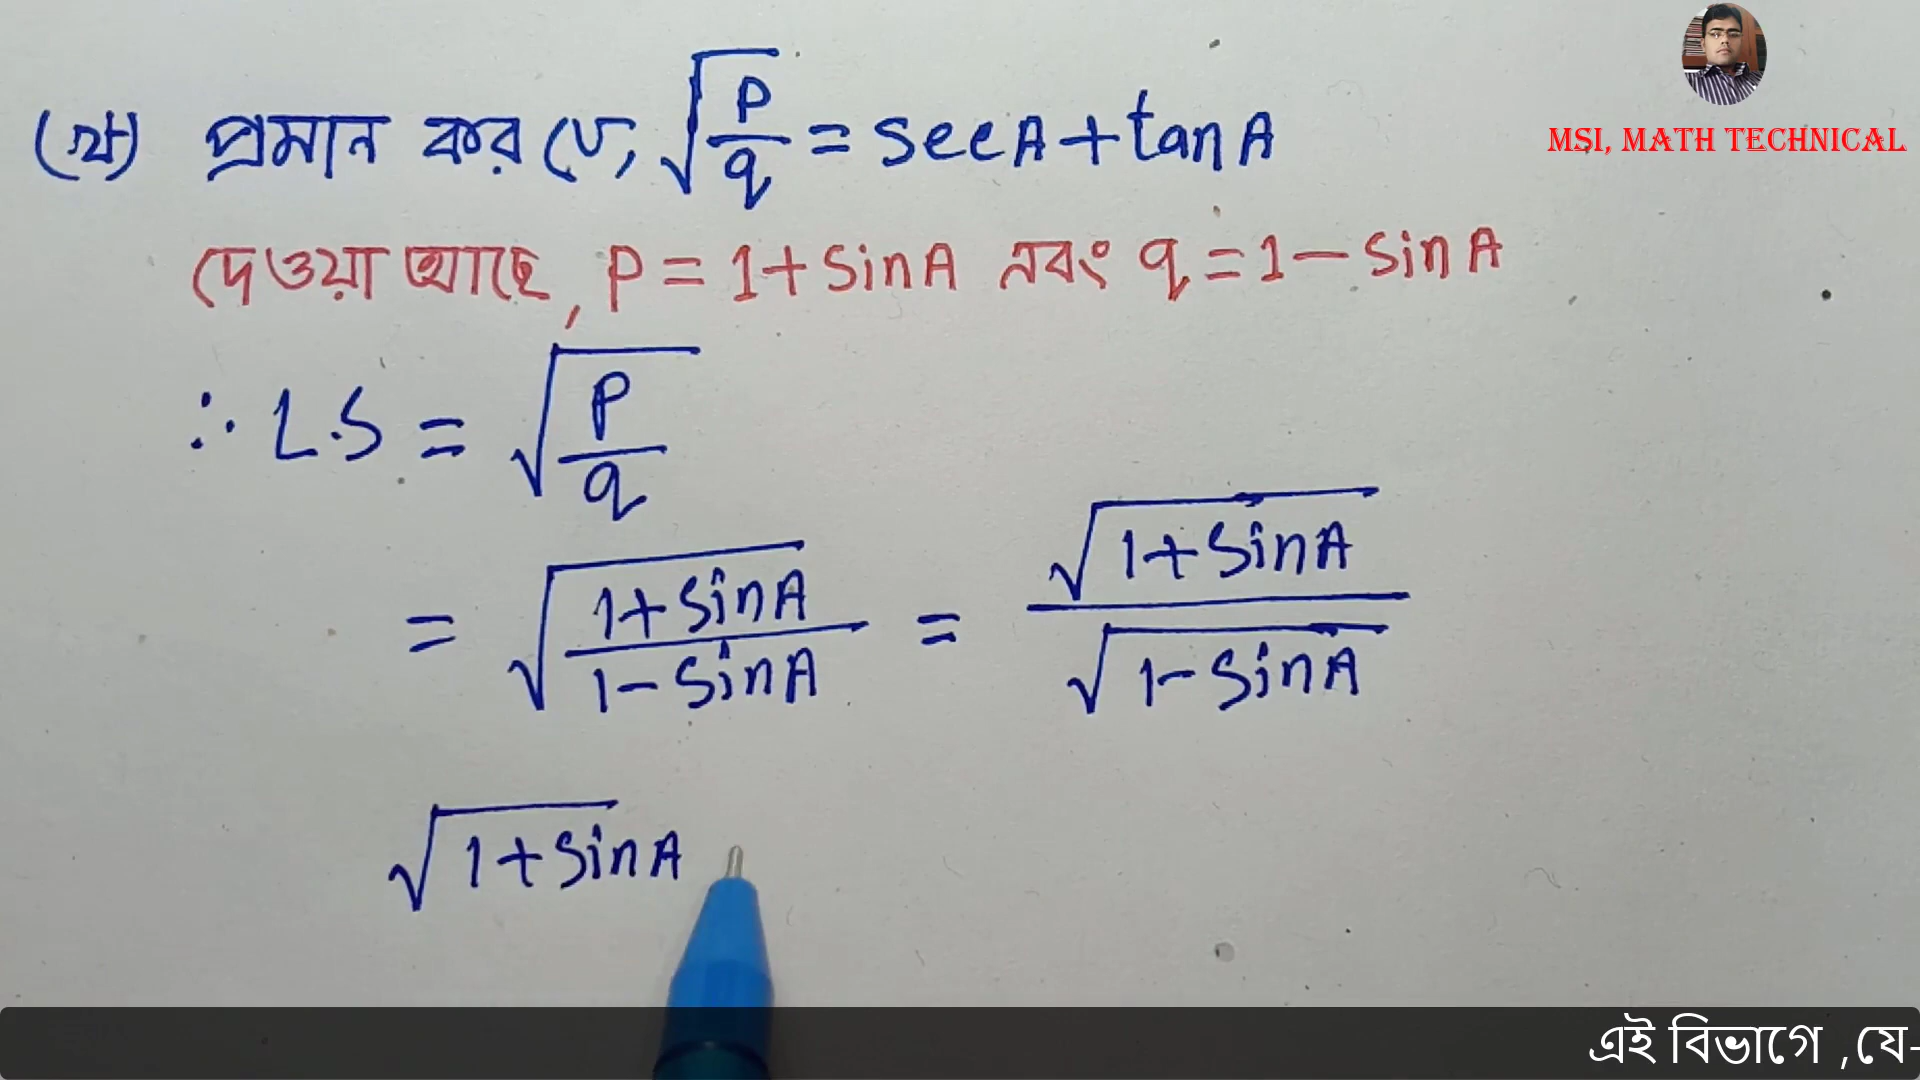 (খ) প্রমান কর যে, √(p/q) = secA + tanA
MSI, MATH TECHNICAL
দেওয়া আছে, p = 1 + sinA এবং q = 1 - sinA
∴ L.S = √(p/q)
= √((1 + sinA)/(1 - sinA)) = √(1 + sinA)/√(1 - sinA)
√(1 + sinA)
এই বিভাগে ,যে-